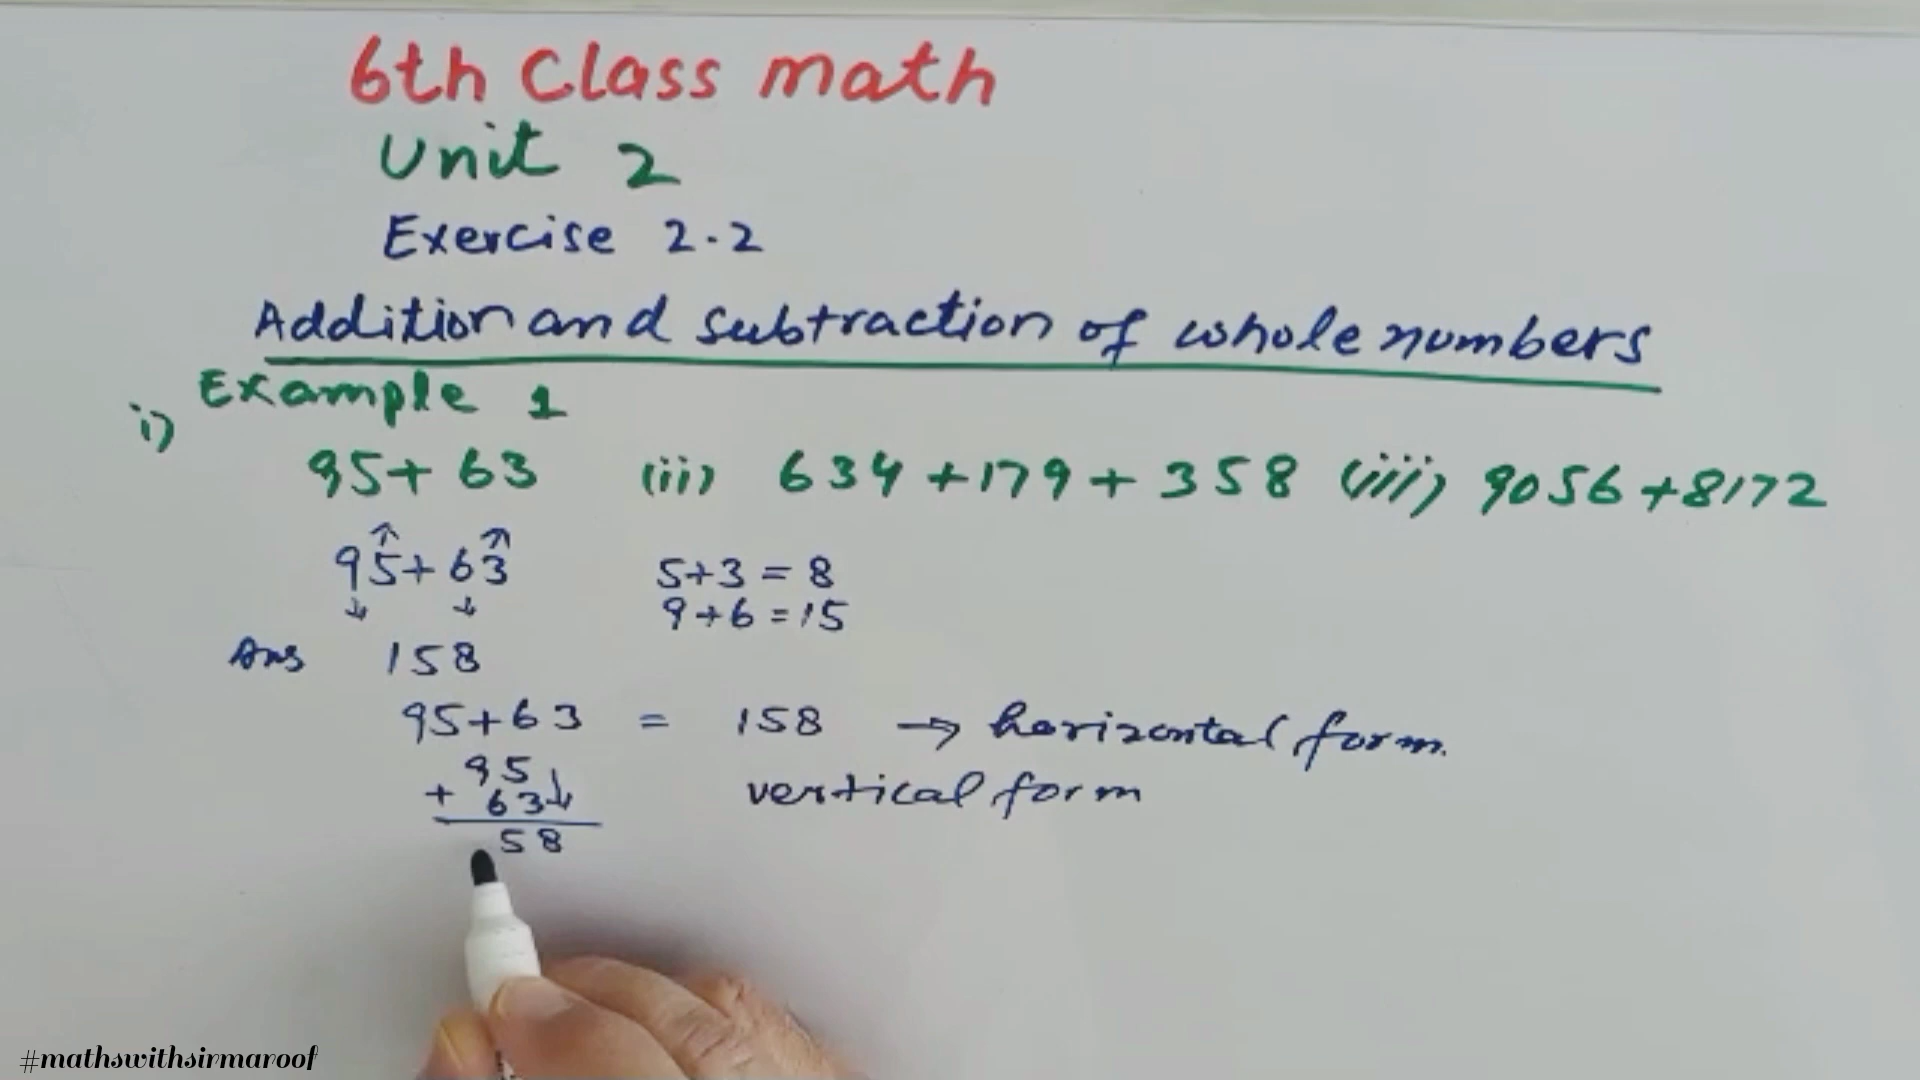 6th Class math
Unit 2
Exercise 2.2
Addition and subtraction of whole numbers
Example 1
i) 95+ 63 (ii) 634 +179 + 358 (iii) 9056 +8172
95+ 63 5+3 = 8
9+6 =15
Ans 158
95+63 = 158 → horizontal form.
95
+ 63 vertical form
58
#mathswithsirmaroof